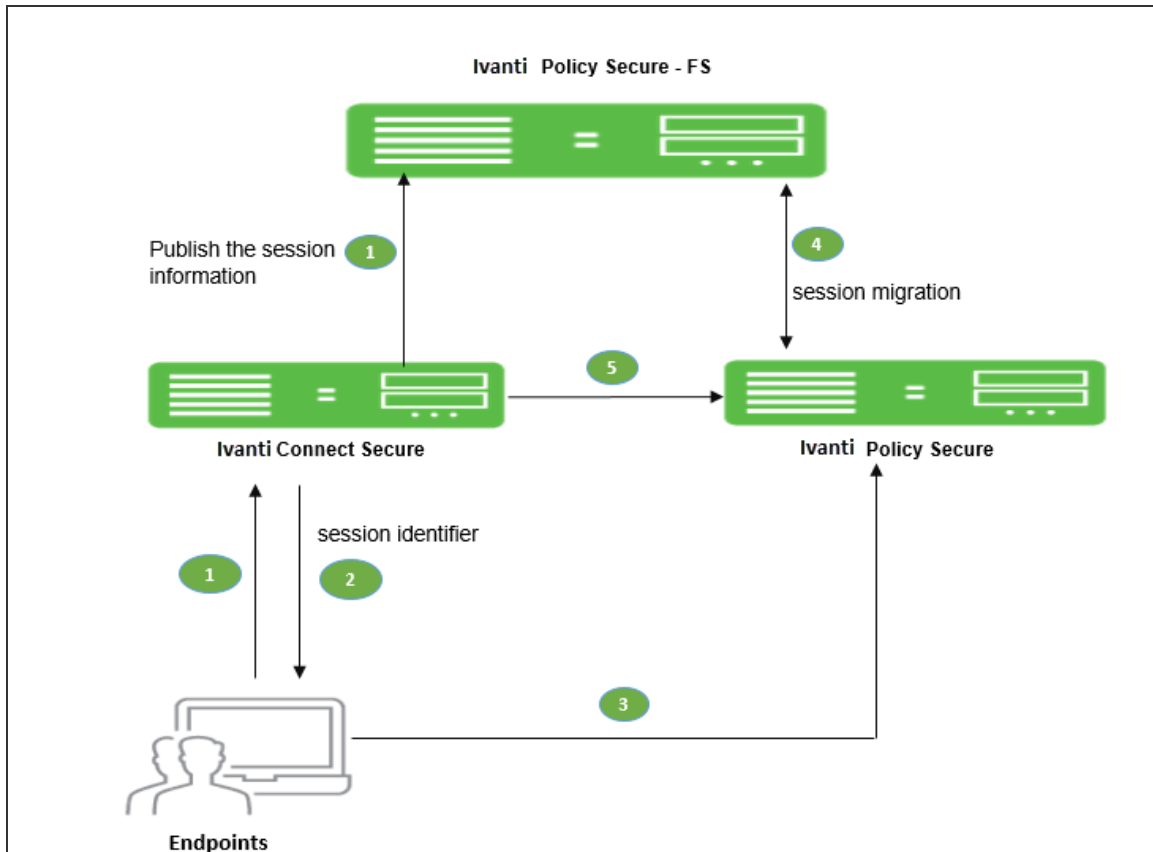 Ivanti Policy Secure - FS
Publish the session
information
1
4
session migration
5
Ivanti Connect Secure
Ivanti Policy Secure
session identifier
1
2
3
Endpoints